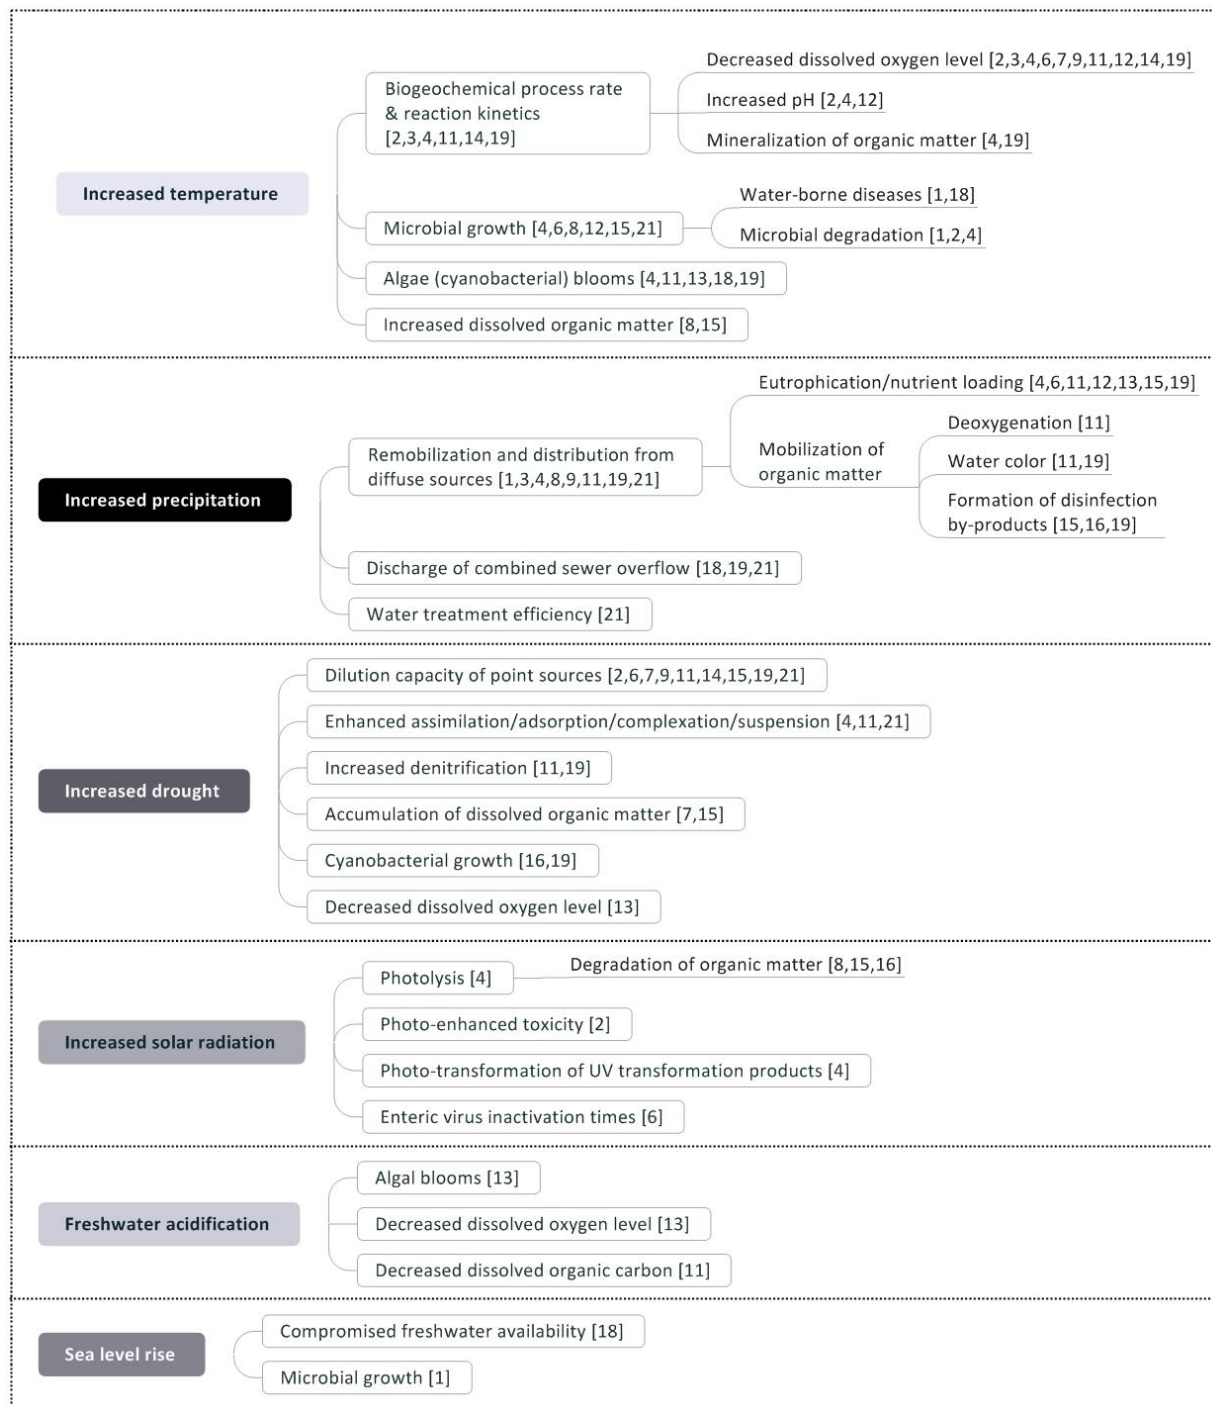 Increased temperature
Biogeochemical process rate
& reaction kinetics
[2,3,4,11,14,19]
Decreased dissolved oxygen level [2,3,4,6,7,9,11,12,14,19]
Increased pH [2,4,12]
Mineralization of organic matter [4,19]
Microbial growth [4,6,8,12,15,21]
Water-borne diseases [1,18]
Microbial degradation [1,2,4]
Algae (cyanobacterial) blooms [4,11,13,18,19]
Increased dissolved organic matter [8,15]
Increased precipitation
Remobilization and distribution from
diffuse sources [1,3,4,8,9,11,19,21]
Eutrophication/nutrient loading [4,6,11,12,13,15,19]
Mobilization of
organic matter
Deoxygenation [11]
Water color [11,19]
Formation of disinfection
by-products [15,16,19]
Discharge of combined sewer overflow [18,19,21]
Water treatment efficiency [21]
Increased drought
Dilution capacity of point sources [2,6,7,9,11,14,15,19,21]
Enhanced assimilation/adsorption/complexation/suspension [4,11,21]
Increased denitrification [11,19]
Accumulation of dissolved organic matter [7,15]
Cyanobacterial growth [16,19]
Decreased dissolved oxygen level [13]
Increased solar radiation
Photolysis [4]
Degradation of organic matter [8,15,16]
Photo-enhanced toxicity [2]
Photo-transformation of UV transformation products [4]
Enteric virus inactivation times [6]
Freshwater acidification
Algal blooms [13]
Decreased dissolved oxygen level [13]
Decreased dissolved organic carbon [11]
Sea level rise
Compromised freshwater availability [18]
Microbial growth [1]